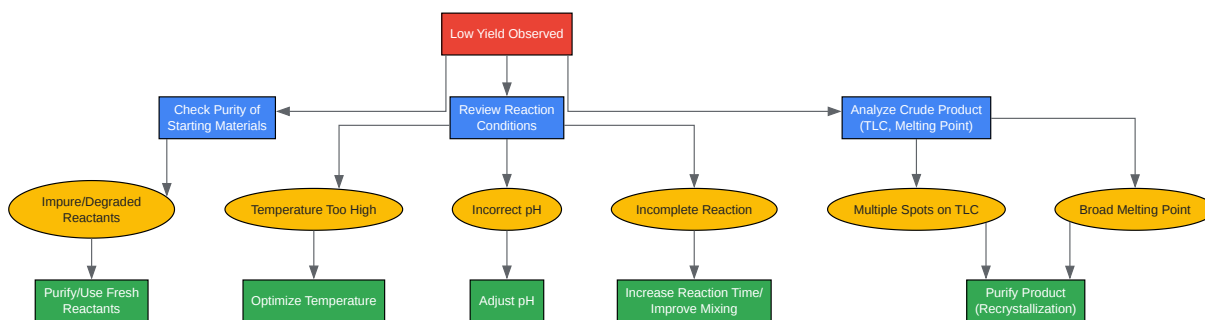 Low Yield Observed
Check Purity of
Starting Materials
Review Reaction
Conditions
Analyze Crude Product
(TLC, Melting Point)
Impure/Degraded
Reactants
Temperature Too High
Incorrect pH
Incomplete Reaction
Multiple Spots on TLC
Broad Melting Point
Purify/Use Fresh
Reactants
Optimize Temperature
Adjust pH
Increase Reaction Time/
Improve Mixing
Purify Product
(Recrystallization)